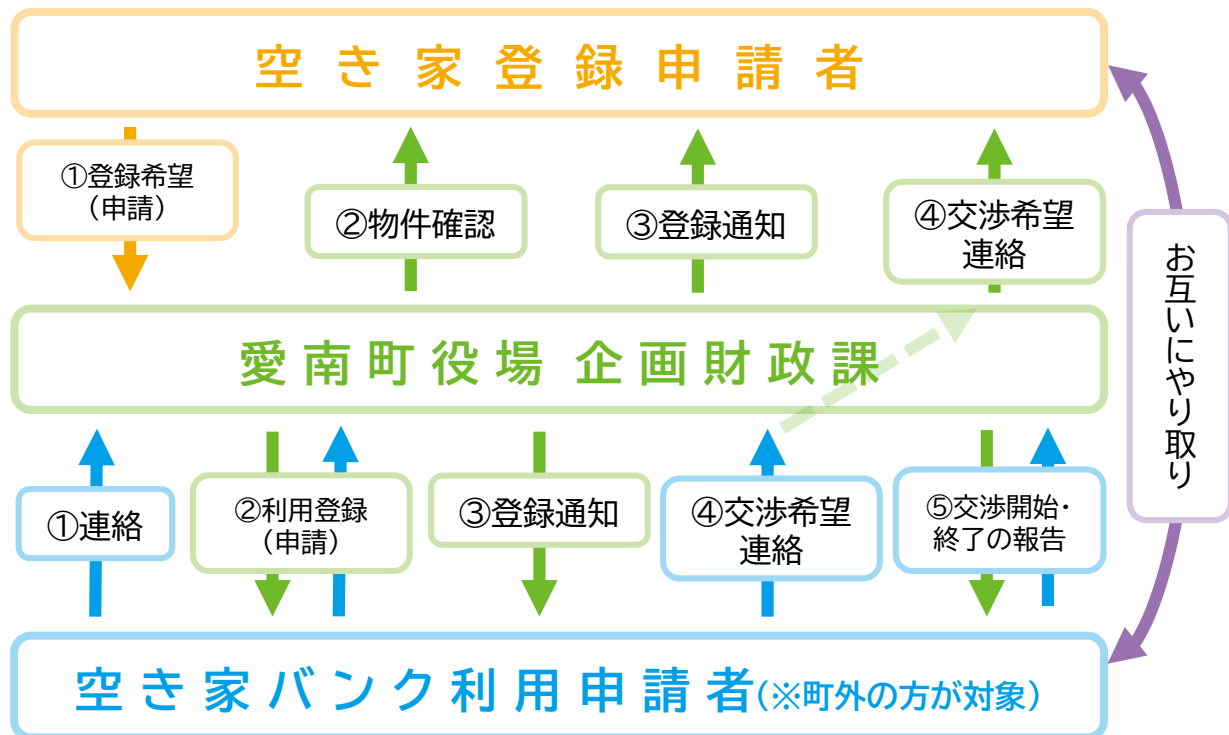 空き家登録申請者
①登録希望
（申請）
②物件確認
③登録通知
④交渉希望
連絡
お互いにやり取り
愛南町役場 企画財政課
①連絡
②利用登録
（申請）
③登録通知
④交渉希望
連絡
⑤交渉開始・
終了の報告
空き家バンク利用申請者(※町外の方が対象）